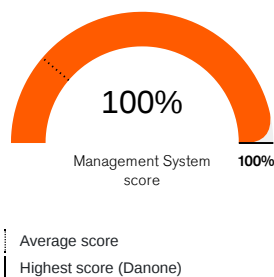 100%
Management System
score
100%
Average score
Highest score (Danone)